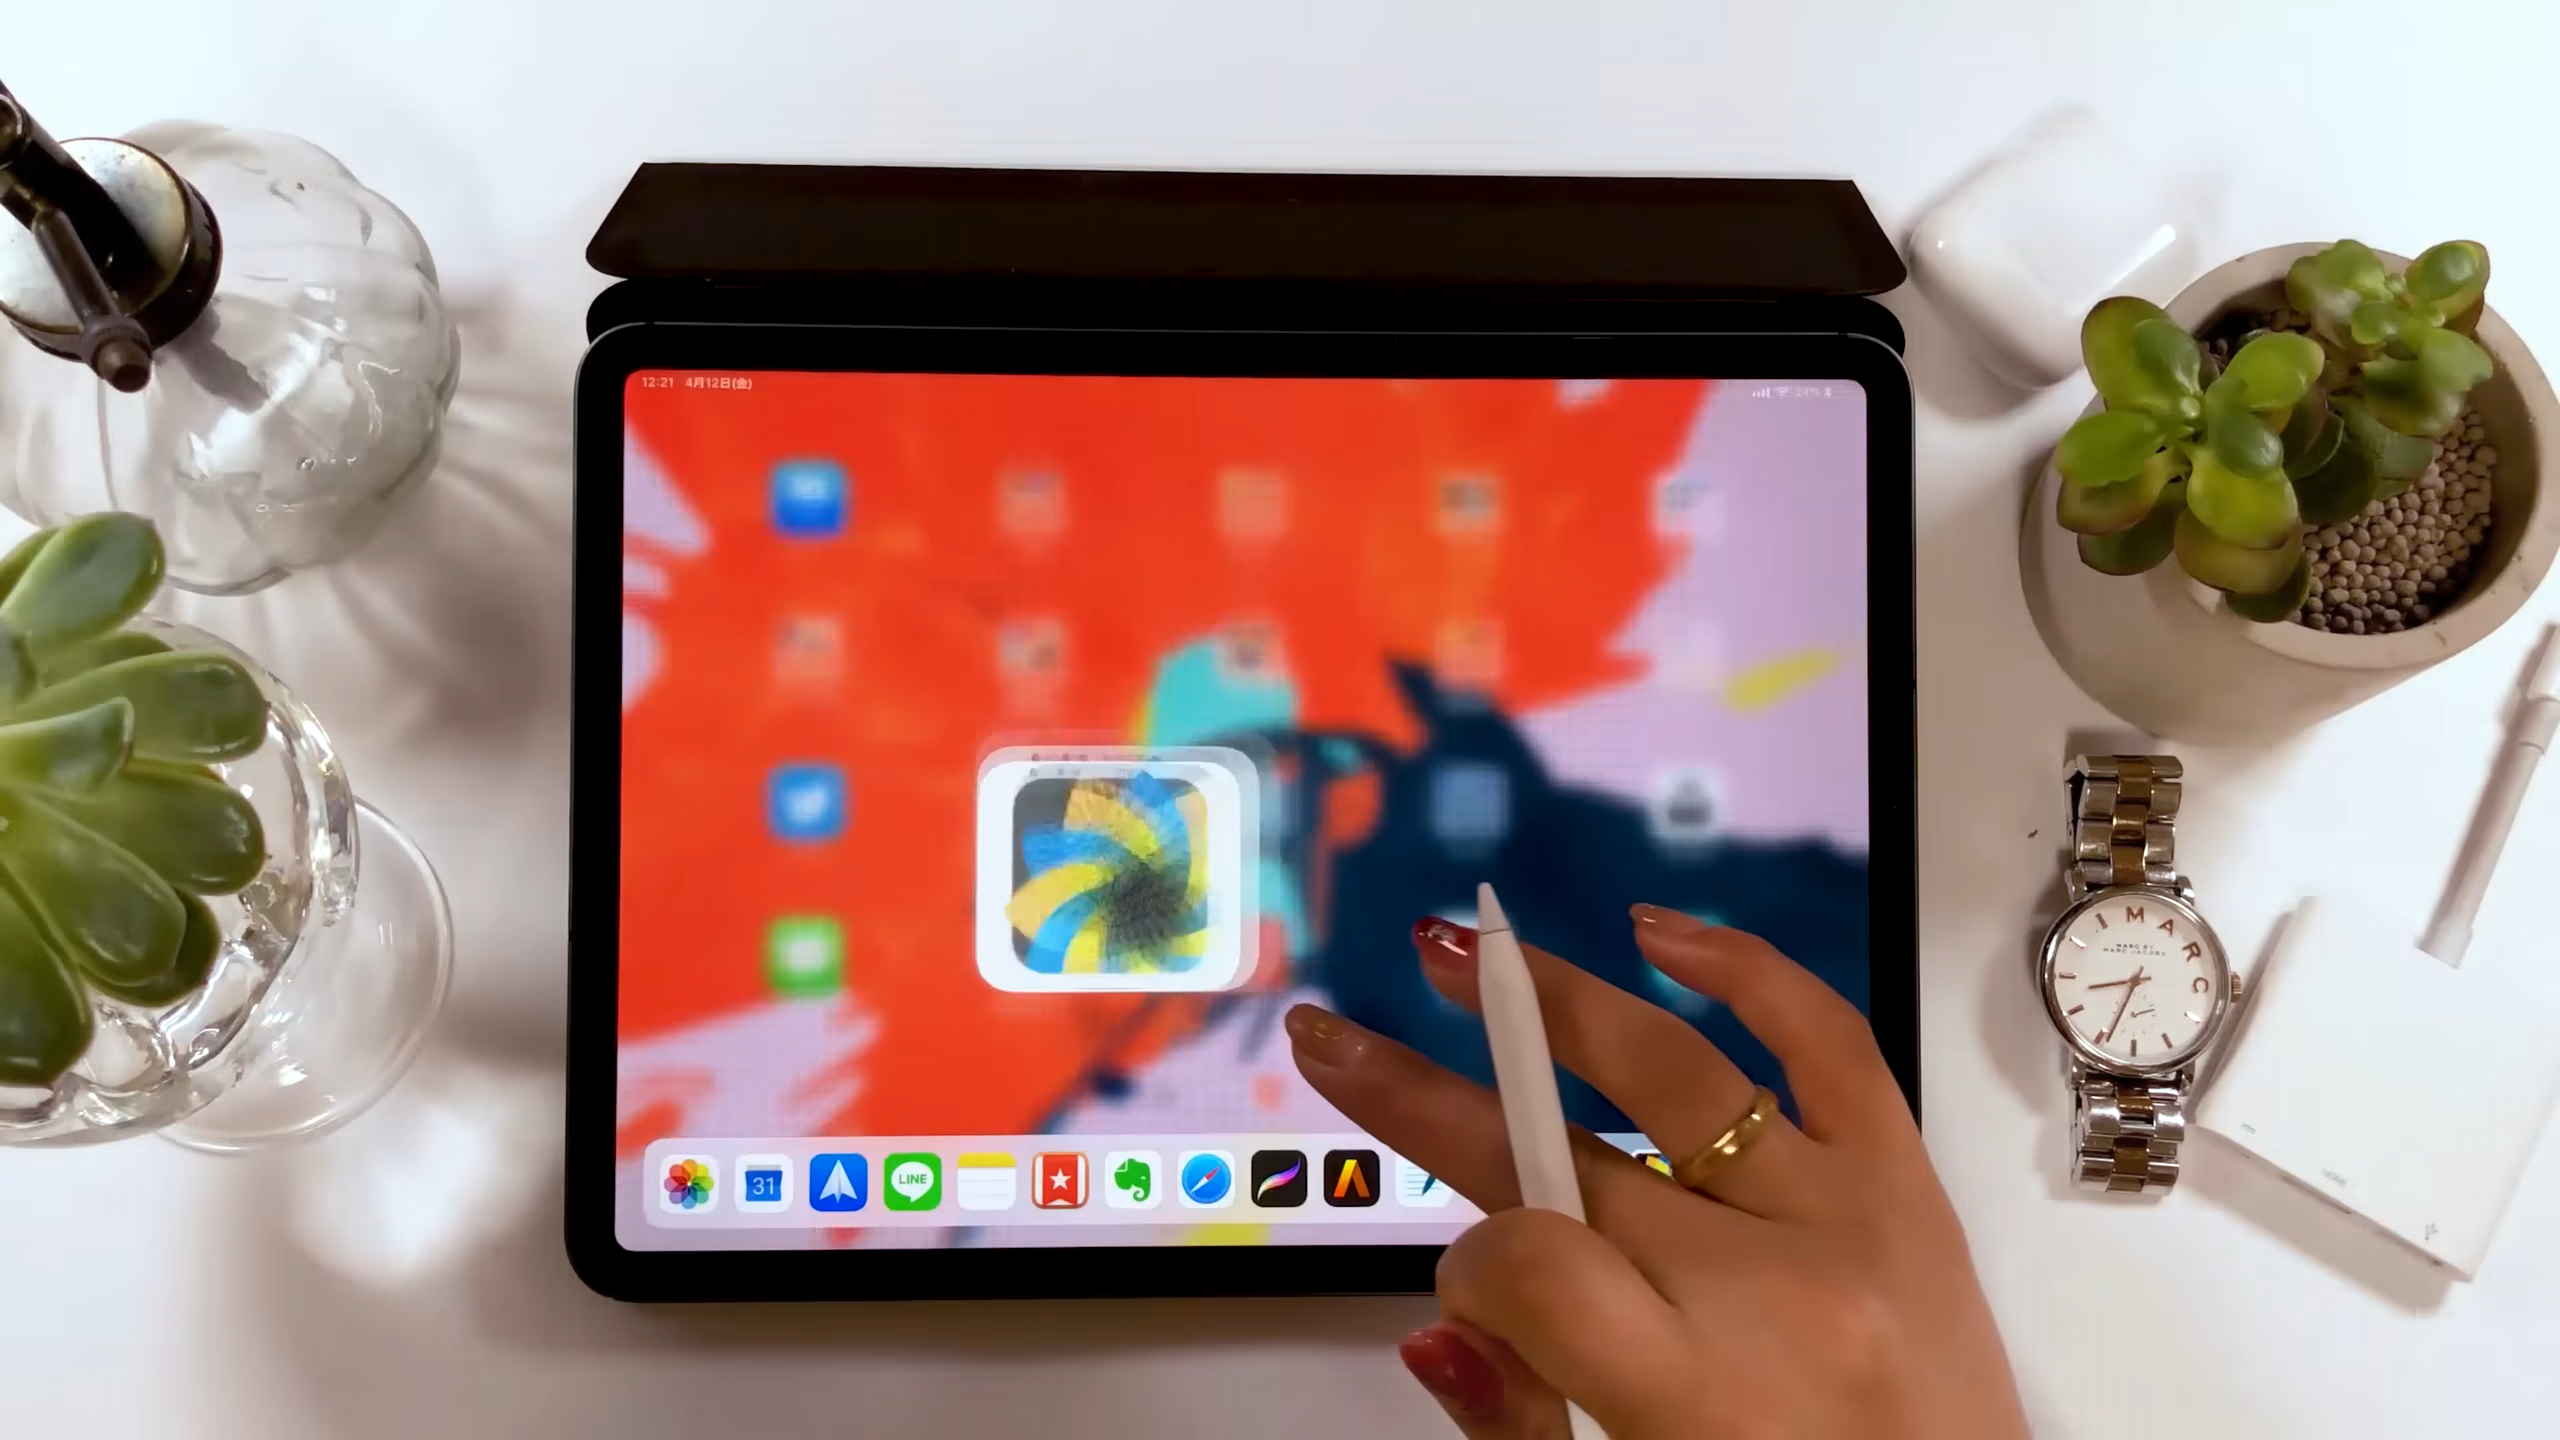 12:21 4月12日(金)
31
LINE
MARC
MARC BY
MARC JACOBS